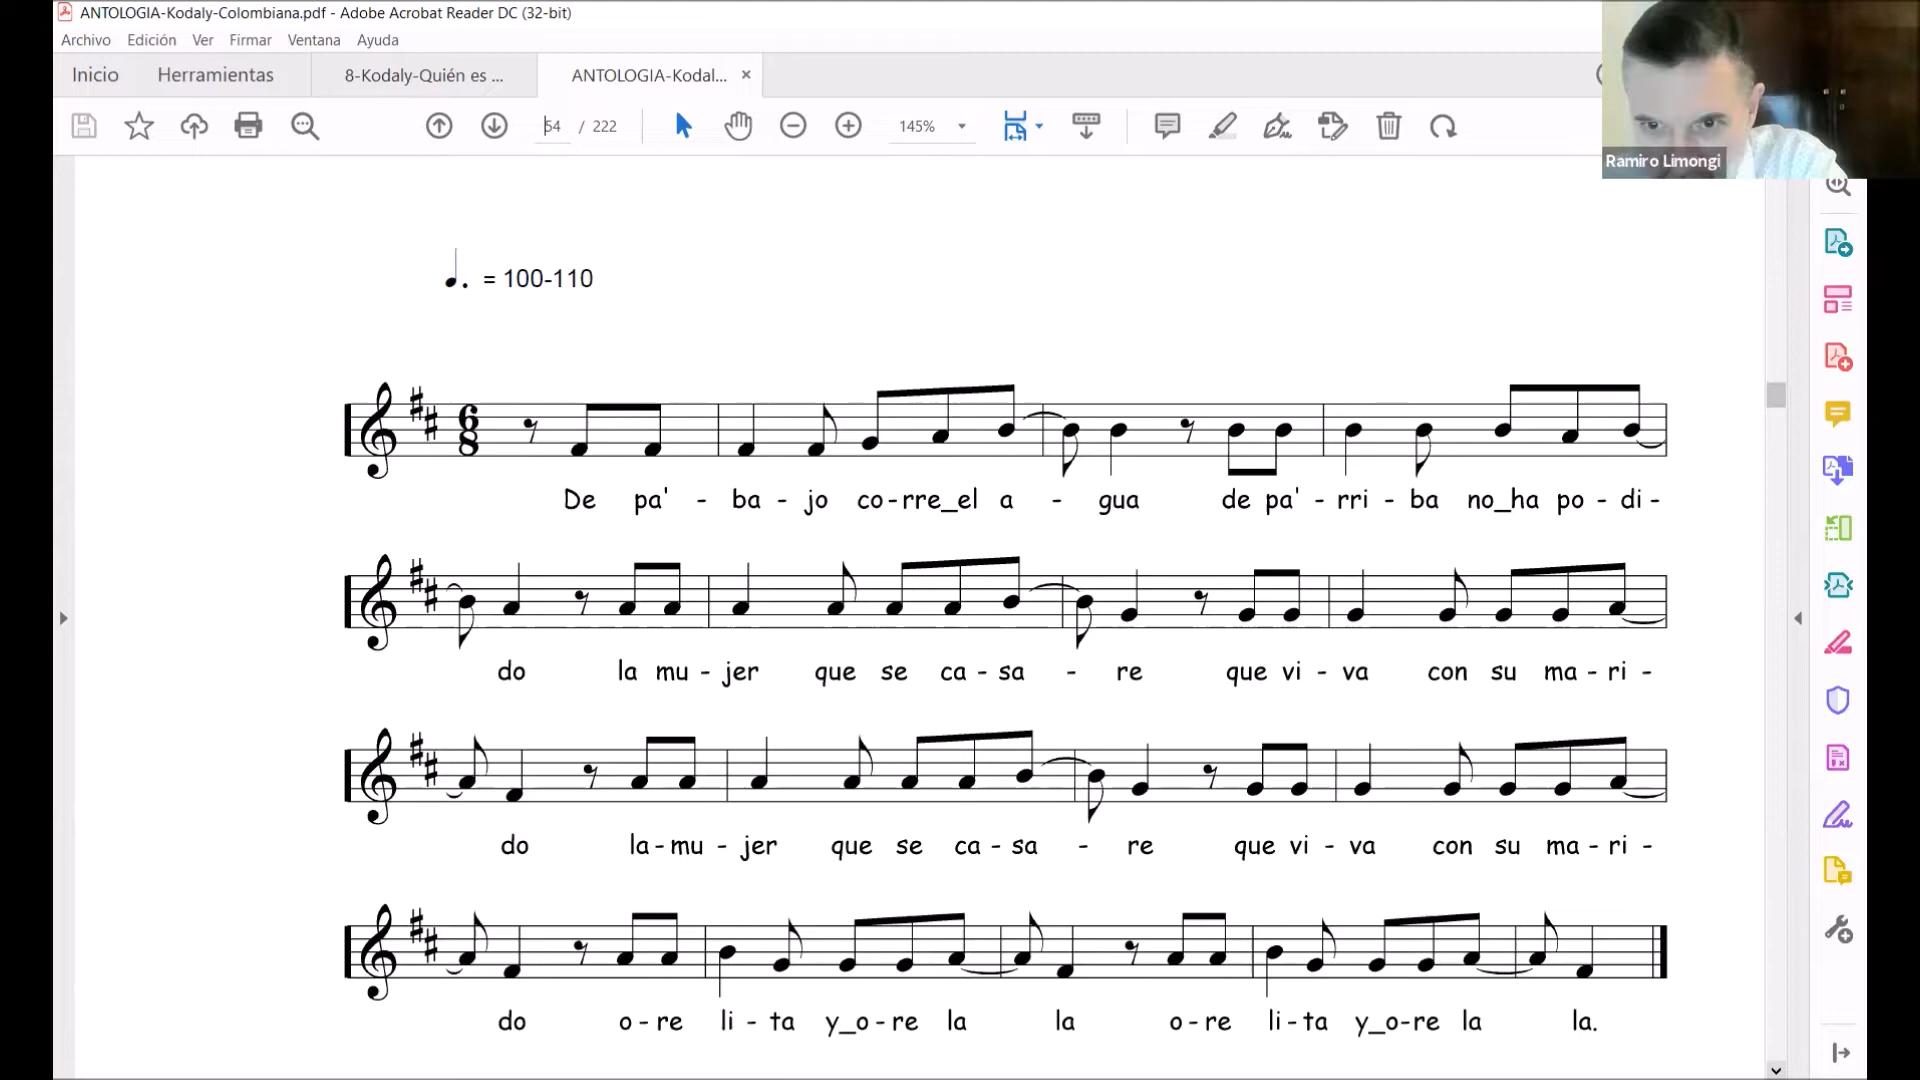 ANTOLOGIA-Kodaly-Colombiana.pdf - Adobe Acrobat Reader DC (32-bit)
Archivo Edición Ver Firmar Ventana Ayuda
Inicio Herramientas 8-Kodaly-Quién es ... ANTOLOGIA-Kodal... ×
54 / 222 145%
Ramiro Limongi
= 100-110
6
8
De pa' - ba - jo co - rre_el a - gua de pa' - rri - ba no_ha po - di -
do la mu - jer que se ca - sa - re que vi - va con su ma - ri -
do la - mu - jer que se ca - sa - re que vi - va con su ma - ri -
do o - re li - ta y_o - re la la o - re li - ta y_o - re la la.